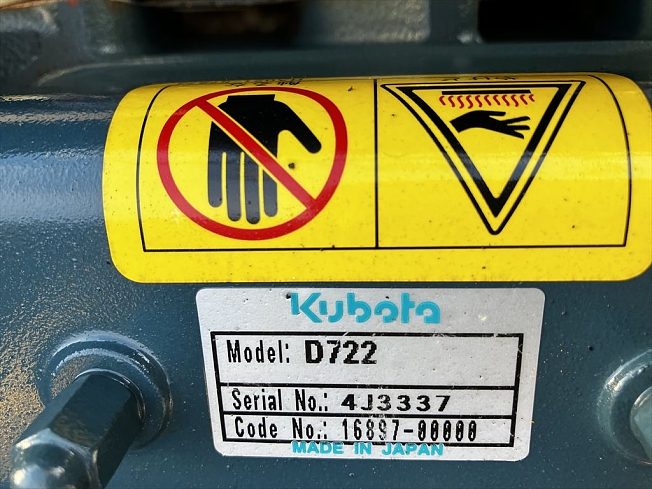 Kubota
Model: D722
Serial No.: 4J3337
Code No.: 16897-00000
MADE IN JAPAN